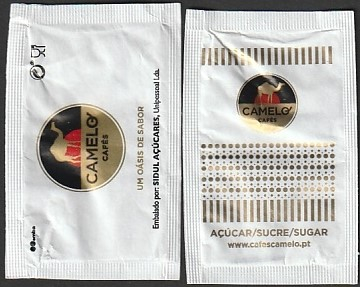 CAMELO
CAFÉS
UM OÁSIS DE SABOR
Embalado por: SIDUL AÇÚCARES, Unipessoal Lda.
CAMELO
CAFÉS
AÇÚCAR/SUCRE/SUGAR
www.cafescamelo.pt